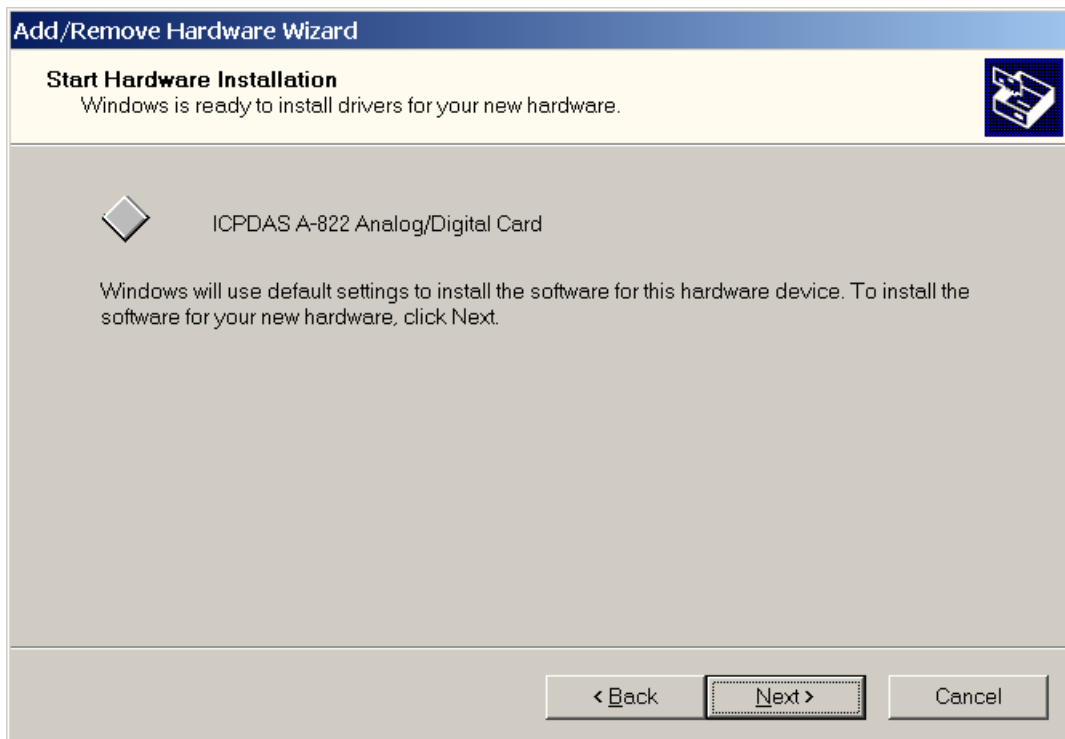 Add/Remove Hardware Wizard
Start Hardware Installation
Windows is ready to install drivers for your new hardware.
ICPDAS A-822 Analog/Digital Card
Windows will use default settings to install the software for this hardware device. To install the
software for your new hardware, click Next.
< Back Next > Cancel